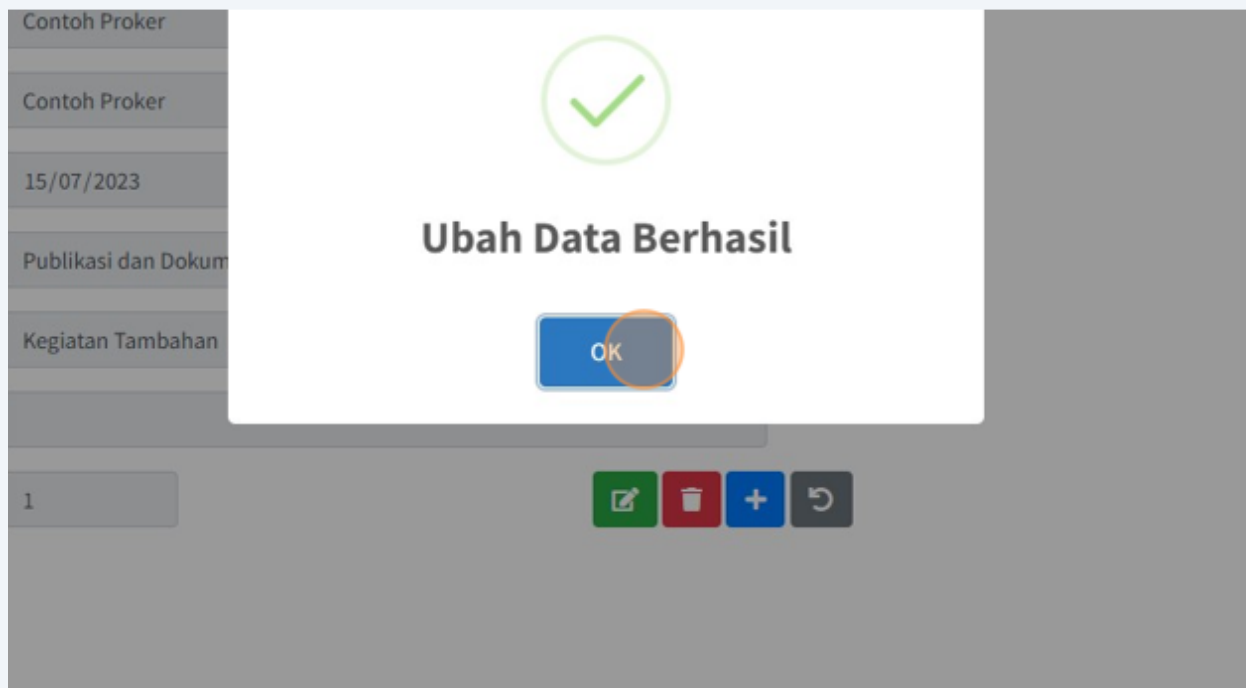 Contoh Proker
Contoh Proker
15/07/2023
Publikasi dan Dokum
Kegiatan Tambahan
Ubah Data Berhasil
OK
1